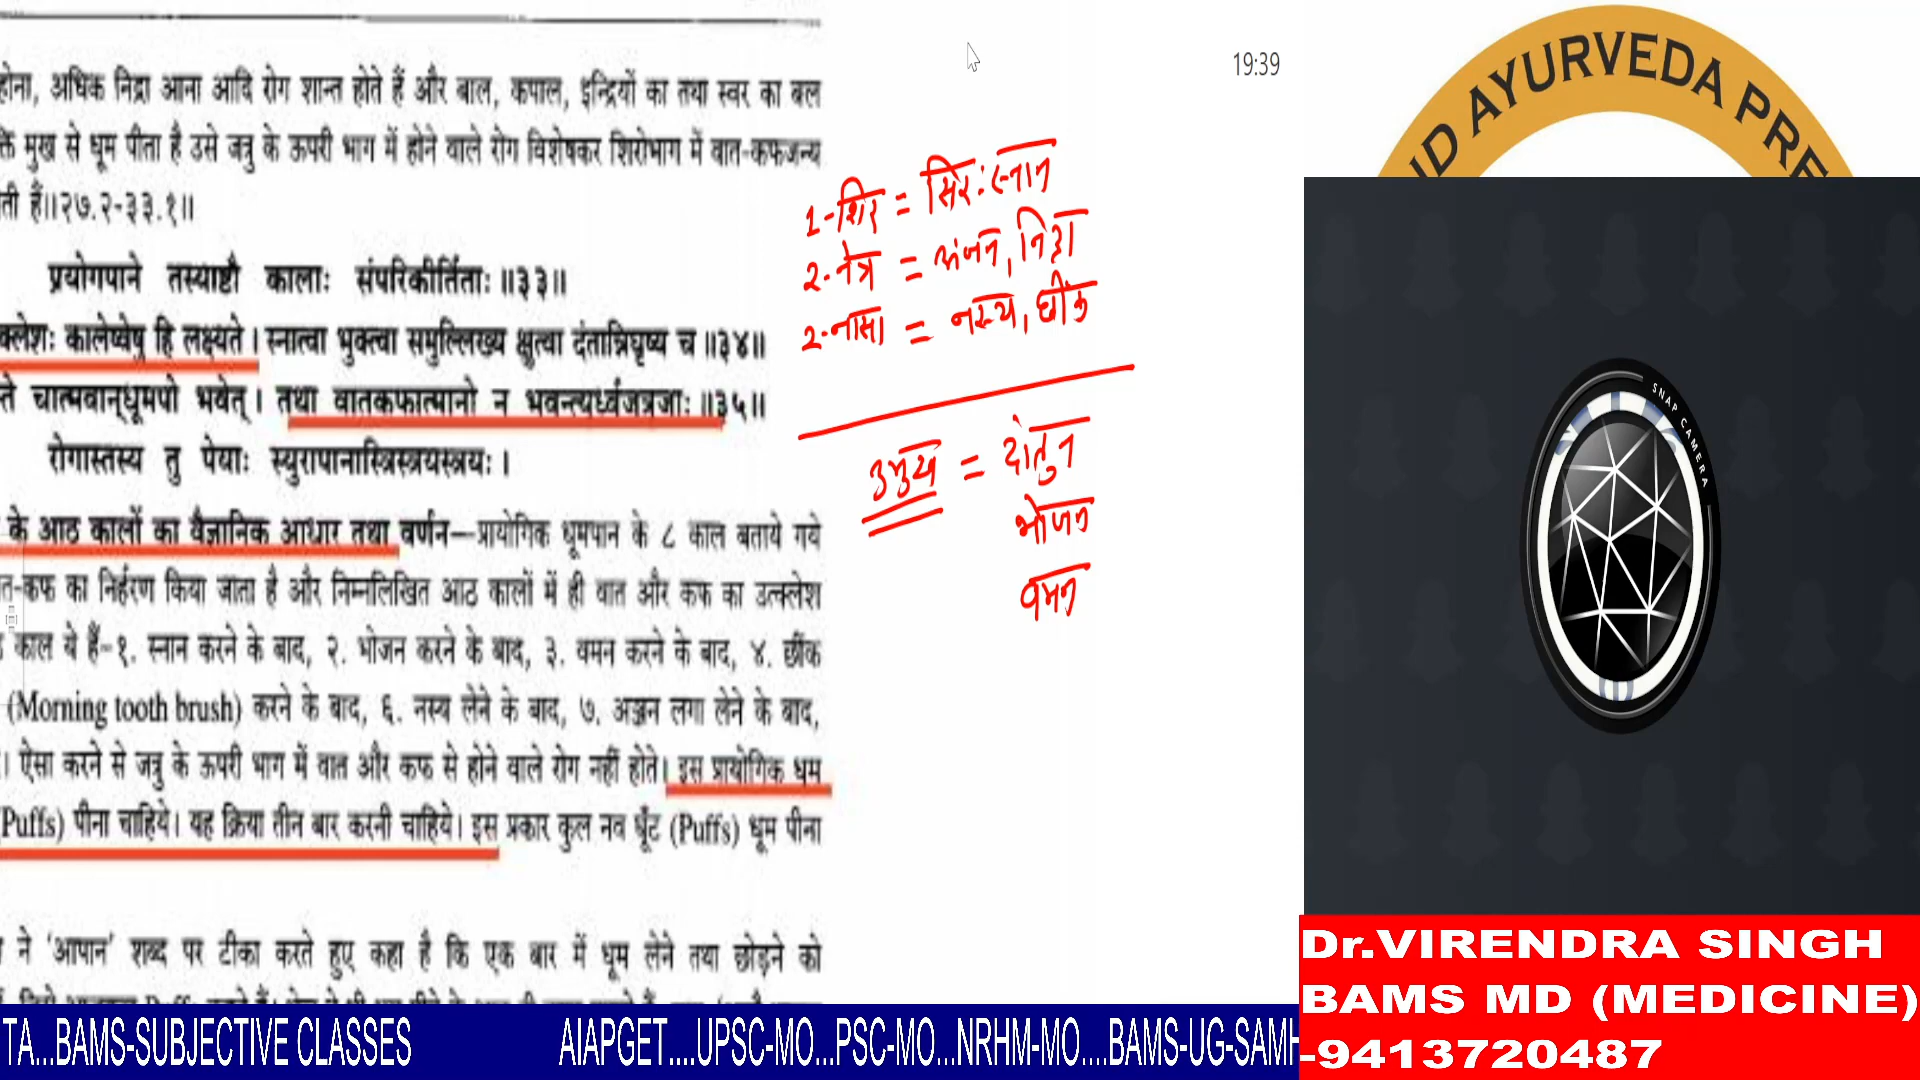 होना, अधिक निद्रा आना आदि रोग शान्त होते हैं और बाल, कपाल, इन्द्रियों का तथा स्वर का बल
क्ति मुख से धूम पीता है उसे जत्रु के ऊपरी भाग में होने वाले रोग विशेषकर शिरोभाग में वात-कफजन्य
ती हैं॥२७.२-३३.१॥
प्रयोगपाने तस्याष्टौ कालाः संपरिकीर्तिताः ॥३३॥
क्लेशः कालेष्वेषु हि लक्ष्यते । स्नात्वा भुक्त्वा समुल्लिख्य क्षुत्वा दंतान्निघृष्य च ॥३४॥
ते चात्मवान्धूमपो भवेत् । तथा वातकफात्मानो न भवन्त्यूर्ध्वजत्रुजाः ॥३५॥
रोगास्तस्य तु पेयाः स्युरापानास्त्रिस्त्रयस्त्रयः ।
के आठ कालों का वैज्ञानिक आधार तथा वर्णन—प्रायोगिक धूमपान के ८ काल बताये गये
त-कफ का निर्हरण किया जाता है और निम्नलिखित आठ कालों में ही वात और कफ का उत्क्लेश
काल ये हैं-१. स्नान करने के बाद, २. भोजन करने के बाद, ३. वमन करने के बाद, ४. छींक
(Morning tooth brush) करने के बाद, ६. नस्य लेने के बाद, ७. अञ्जन लगा लेने के बाद,
। ऐसा करने से जत्रु के ऊपरी भाग में वात और कफ से होने वाले रोग नहीं होते। इस प्रायोगिक धूम
(Puffs) पीना चाहिये। यह क्रिया तीन बार करनी चाहिये। इस प्रकार कुल नव घूँट (Puffs) धूम पीना
ने 'आपान' शब्द पर टीका करते हुए कहा है कि एक बार में धूम लेने तथा छोड़ने को
19:39
1-शिर = सिरःस्नान
2-नेत्र = अंजन, निद्रा
2-नासा = नस्य, छींक
3मुख = दांतुन
भोजन
वमन
ND AYURVEDA PRE
SNAP CAMERA
Dr.VIRENDRA SINGH
BAMS MD (MEDICINE)
-9413720487
TA...BAMS-SUBJECTIVE CLASSES AIAPGET....UPSC-MO...PSC-MO...NRHM-MO....BAMS-UG-SAMH